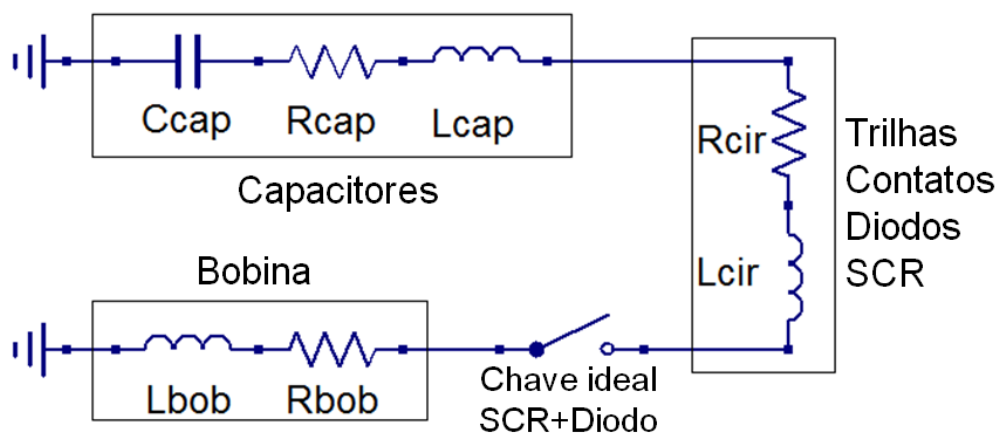 Ccap Rcap Lcap
Capacitores
Rcir
Lcir
Trilhas
Contatos
Diodos
SCR
Bobina
Lbob Rbob
Chave ideal
SCR+Diodo